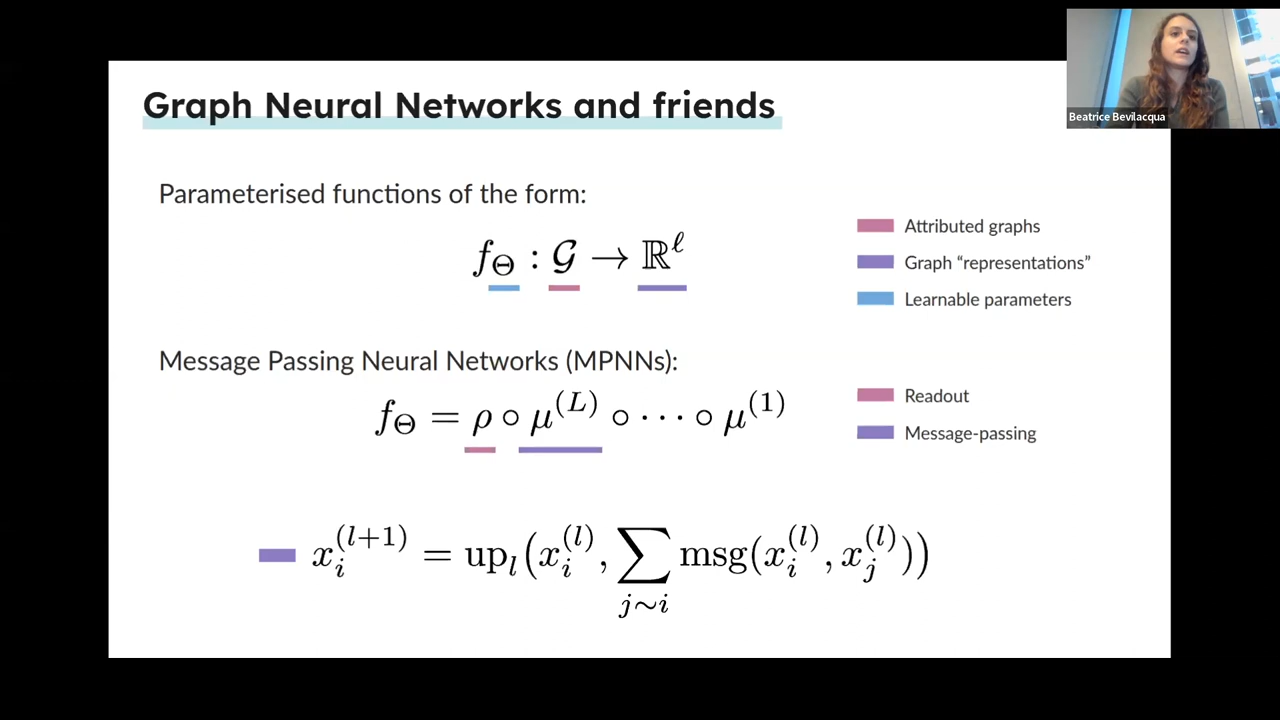 Graph Neural Networks and friends
Beatrice Bevilacqua
Parameterised functions of the form:
f_Θ : 𝒢 → ℝ^ℓ
Attributed graphs
Graph “representations”
Learnable parameters
Message Passing Neural Networks (MPNNs):
f_Θ = ρ ∘ μ^(L) ∘ ⋯ ∘ μ^(1)
Readout
Message-passing
x_i^(l+1) = up_l(x_i^(l), ∑_{j∼i} msg(x_i^(l), x_j^(l)))